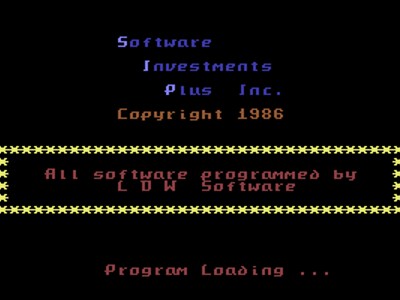 Software
Investments
Plus Inc.
Copyright 1986
All software programmed by
L D W Software
Program Loading ...